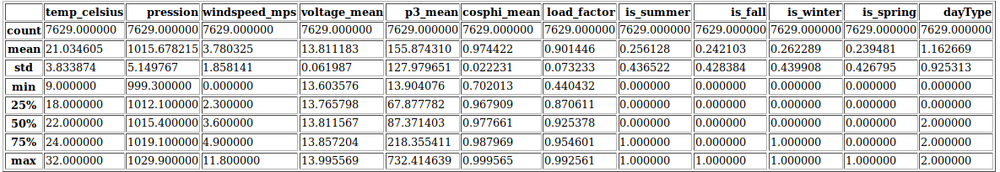 temp_celsius pression windspeed_mps voltage_mean p3_mean cosphi_mean load_factor is_summer is_fall is_winter is_spring dayType
count 7629.000000 7629.000000 7629.000000 7629.000000 7629.000000 7629.000000 7629.000000 7629.000000 7629.000000 7629.000000 7629.000000 7629.000000
mean 21.034605 1015.678215 3.780325 13.811183 155.874310 0.974422 0.901446 0.256128 0.242103 0.262289 0.239481 1.162669
std 3.833874 5.149767 1.858141 0.061987 127.979651 0.022231 0.073233 0.436522 0.428384 0.439908 0.426795 0.925313
min 9.000000 999.300000 0.000000 13.603576 13.904076 0.702013 0.440432 0.000000 0.000000 0.000000 0.000000 0.000000
25% 18.000000 1012.100000 2.300000 13.765798 67.877782 0.967909 0.870611 0.000000 0.000000 0.000000 0.000000 0.000000
50% 22.000000 1015.400000 3.600000 13.811567 87.371403 0.977661 0.925378 0.000000 0.000000 0.000000 0.000000 2.000000
75% 24.000000 1019.100000 4.900000 13.857204 218.355411 0.987969 0.954601 1.000000 0.000000 1.000000 0.000000 2.000000
max 32.000000 1029.900000 11.800000 13.995569 732.414639 0.999565 0.992561 1.000000 1.000000 1.000000 1.000000 2.000000